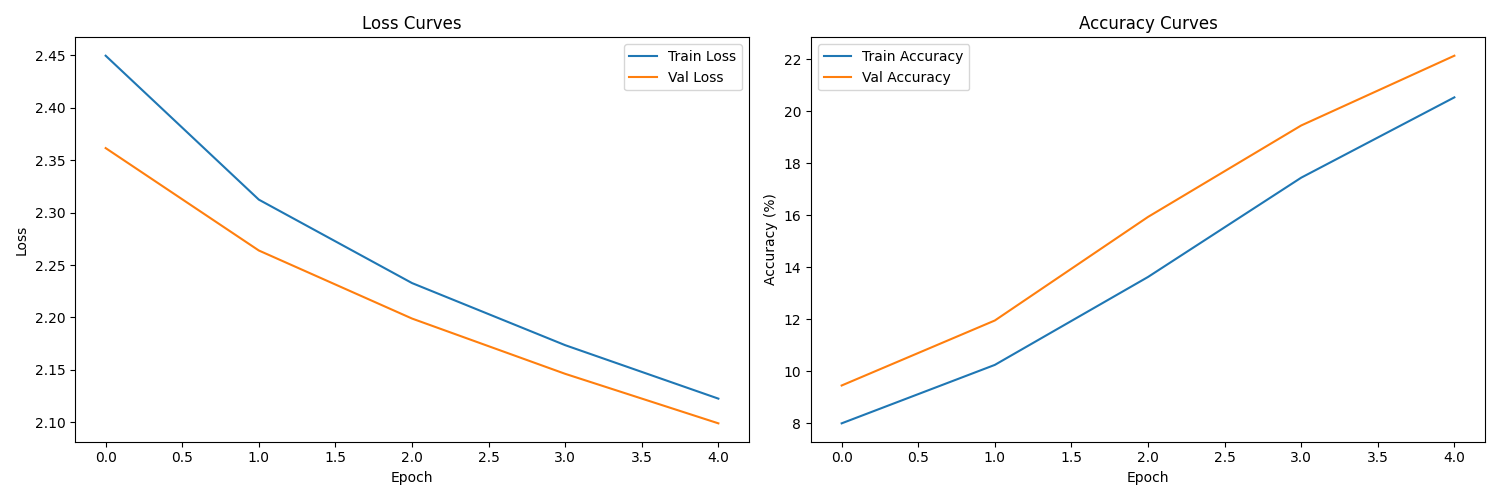 Loss Curves
Train Loss
Val Loss
2.45
2.40
2.35
2.30
2.25
2.20
2.15
2.10
Loss
0.0 0.5 1.0 1.5 2.0 2.5 3.0 3.5 4.0
Epoch
Accuracy Curves
Train Accuracy
Val Accuracy
22
20
18
16
14
12
10
8
Accuracy (%)
0.0 0.5 1.0 1.5 2.0 2.5 3.0 3.5 4.0
Epoch